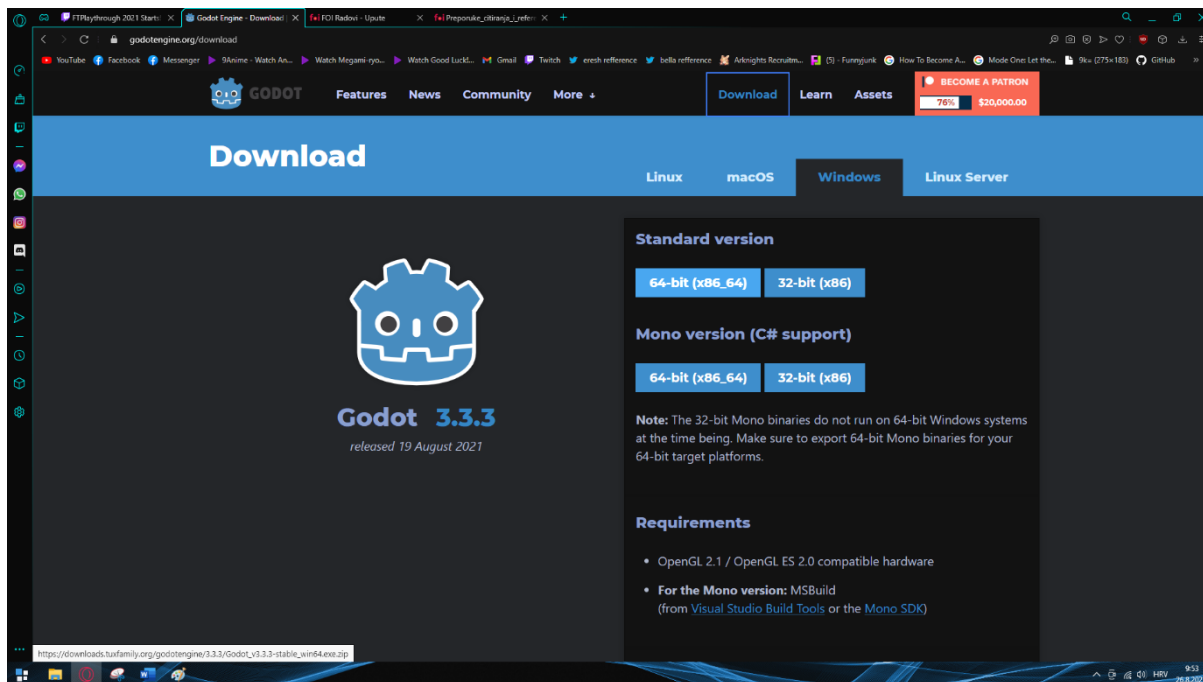 FTPlaythrough 2021 Starts!
Godot Engine - Download
FOI Radovi - Upute
Preporuke_citiranja_i_refere
godotengine.org/download
YouTube Facebook Messenger 9Anime - Watch An... Watch Megami-ryo... Watch Good Luck!... Gmail Twitch eresh refference bella refference Arknights Recruitm... (5) - Funnyjunk How To Become A... Mode One: Let the... 9k= (275×183) GitHub
GODOT Features News Community More Download Learn Assets
BECOME A PATRON
76% $20,000.00
Download
Linux macOS Windows Linux Server
Standard version
64-bit (x86_64) 32-bit (x86)
Mono version (C# support)
64-bit (x86_64) 32-bit (x86)
Note: The 32-bit Mono binaries do not run on 64-bit Windows systems
at the time being. Make sure to export 64-bit Mono binaries for your
64-bit target platforms.
Godot 3.3.3
released 19 August 2021
Requirements
• OpenGL 2.1 / OpenGL ES 2.0 compatible hardware
• For the Mono version: MSBuild
(from Visual Studio Build Tools or the Mono SDK)
https://downloads.tuxfamily.org/godotengine/3.3.3/Godot_v3.3.3-stable_win64.exe.zip
HRV
9:53